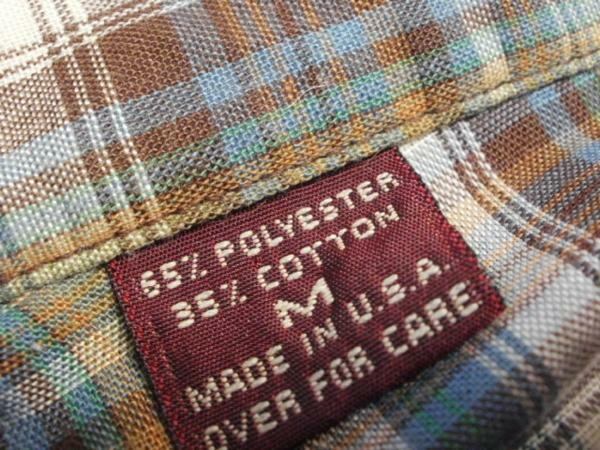 65% POLYESTER
35% COTTON
M
MADE IN U.S.A.
OVER FOR CARE